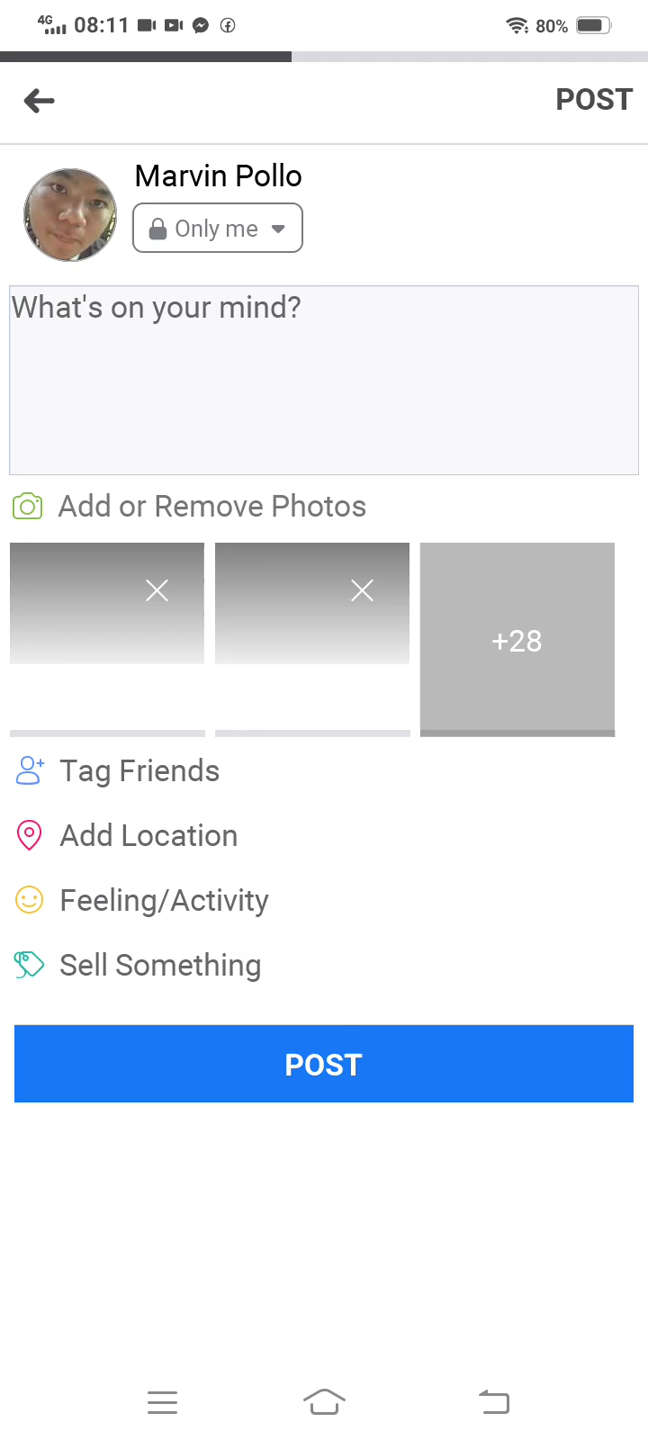 4G 08:11 80%
POST
Marvin Pollo
Only me
What's on your mind?
Add or Remove Photos
+28
Tag Friends
Add Location
Feeling/Activity
Sell Something
POST